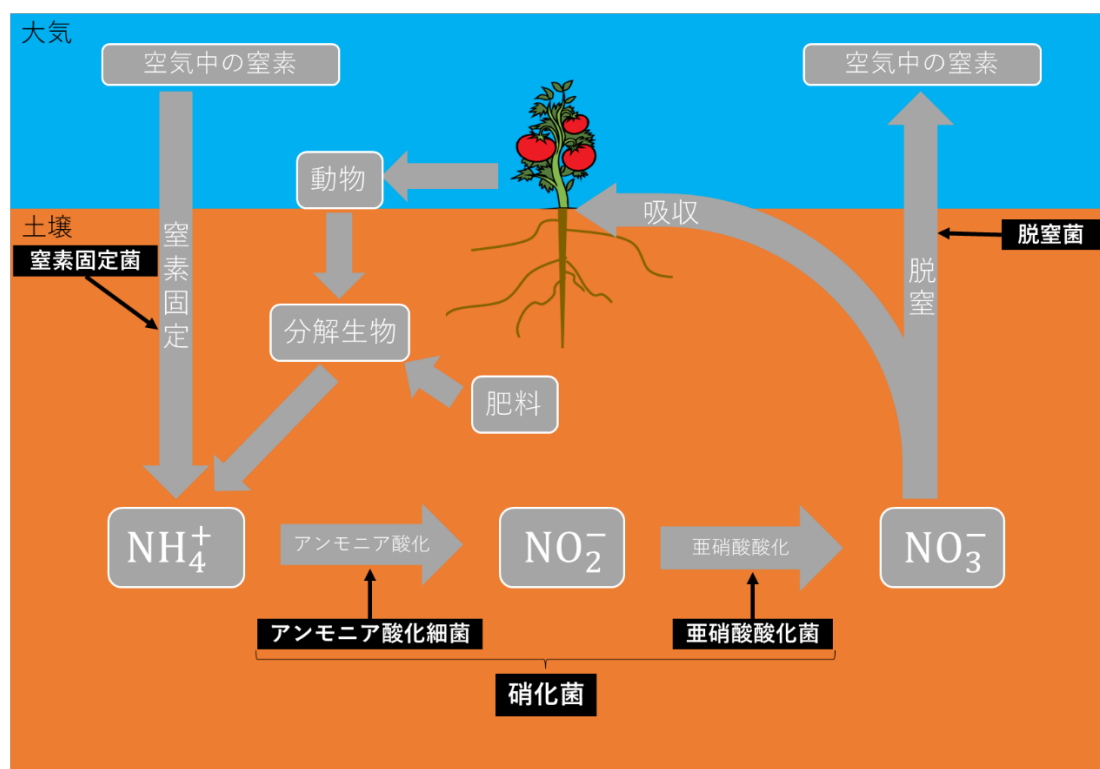 大気
空気中の窒素
空気中の窒素
動物
吸収
土壌
窒素固定菌
脱窒菌
窒素固定
脱窒
分解生物
肥料
NH₄⁺
アンモニア酸化
NO₂⁻
亜硝酸酸化
NO₃⁻
アンモニア酸化細菌
亜硝酸酸化菌
硝化菌